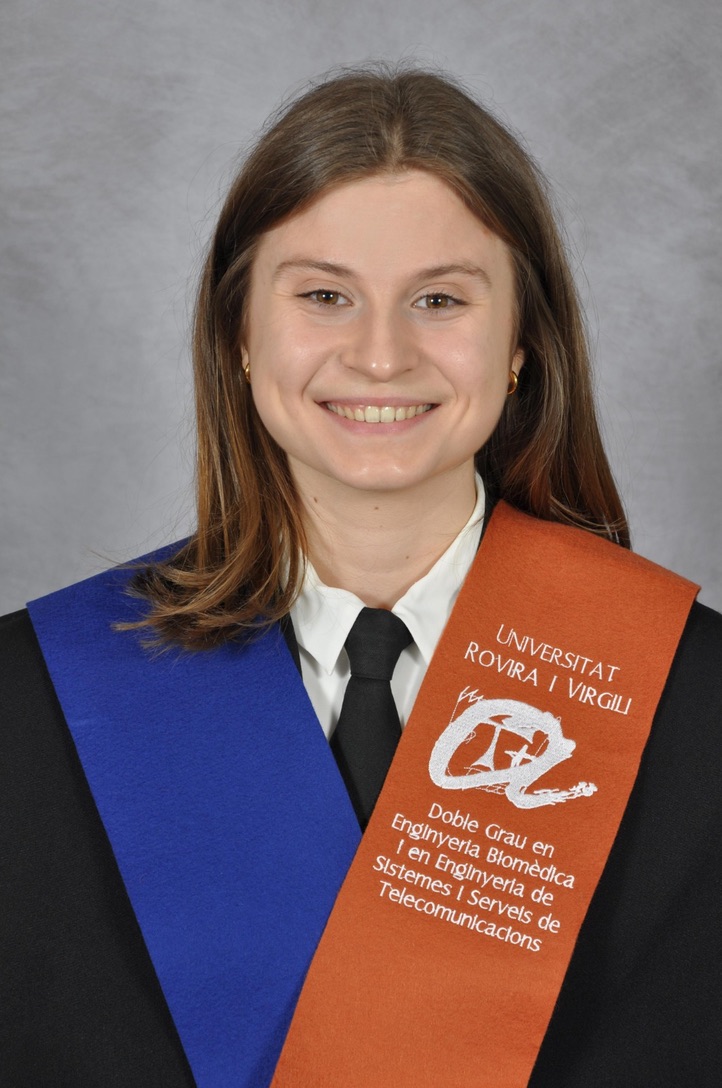 UNIVERSITAT
ROVIRA I VIRGILI
Doble Grau en
Enginyeria Biomèdica
i en Enginyeria de
Sistemes i Serveis de
Telecomunicacions